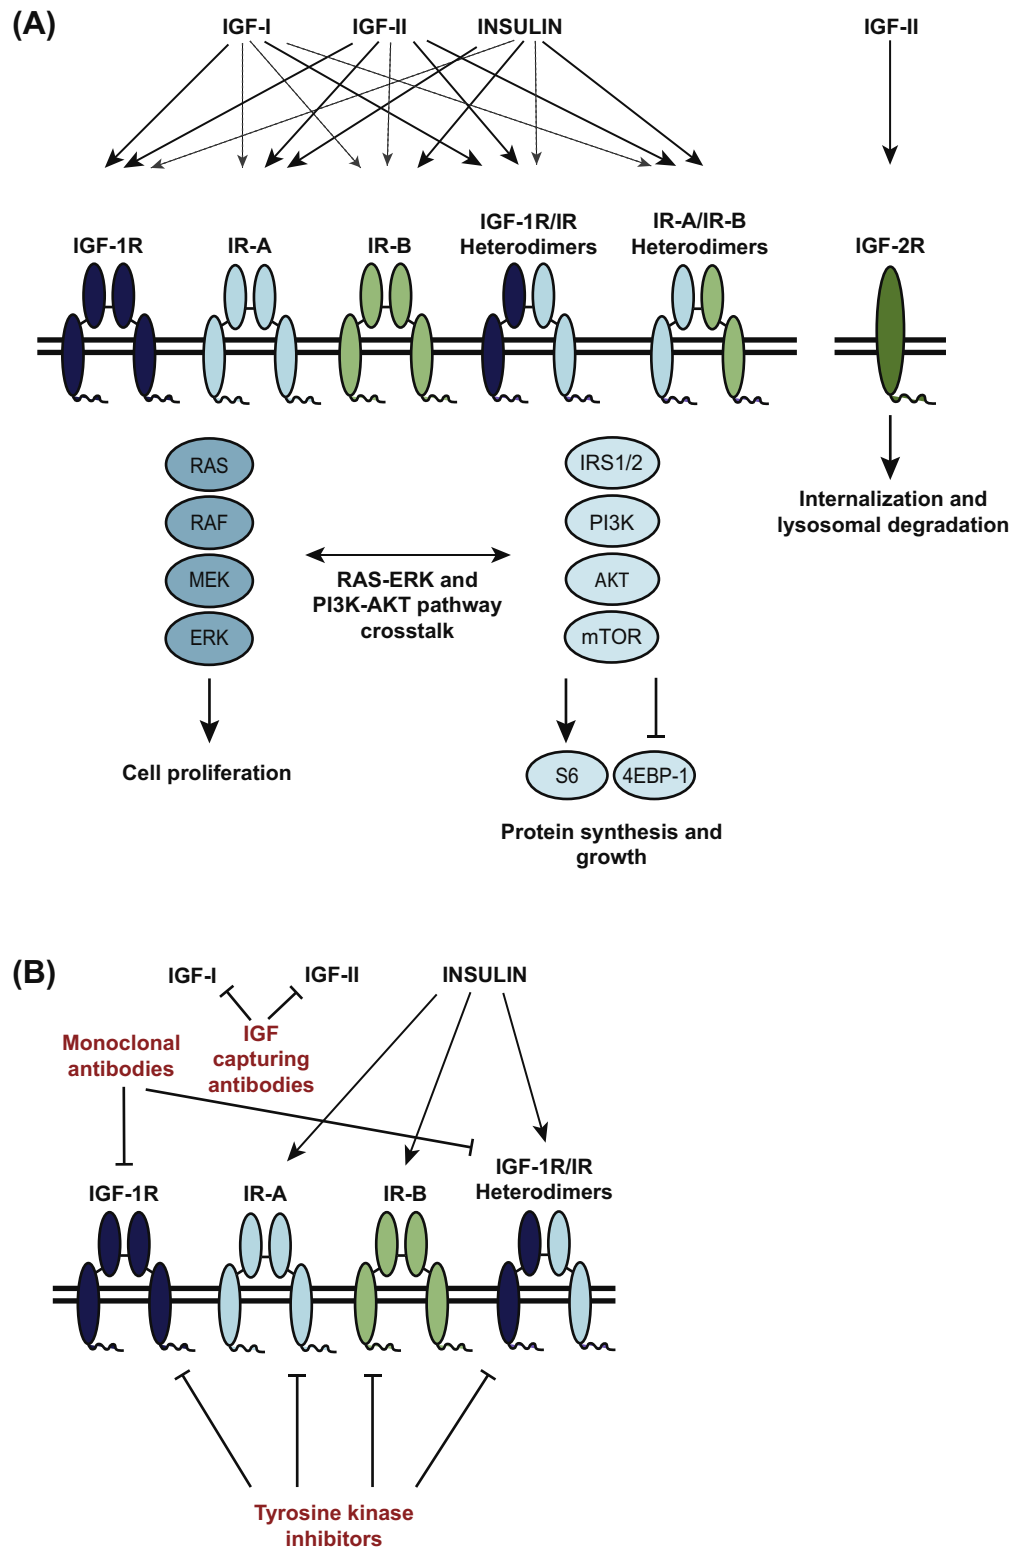 (A)
IGF-I
IGF-II
INSULIN
IGF-II
IGF-1R
IR-A
IR-B
IGF-1R/IR
Heterodimers
IR-A/IR-B
Heterodimers
IGF-2R
RAS
RAF
MEK
ERK
RAS-ERK and
PI3K-AKT pathway
crosstalk
IRS1/2
PI3K
AKT
mTOR
Internalization and
lysosomal degradation
Cell proliferation
S6
4EBP-1
Protein synthesis and
growth
(B)
IGF-I
IGF-II
INSULIN
Monoclonal
antibodies
IGF
capturing
antibodies
IGF-1R
IR-A
IR-B
IGF-1R/IR
Heterodimers
Tyrosine kinase
inhibitors